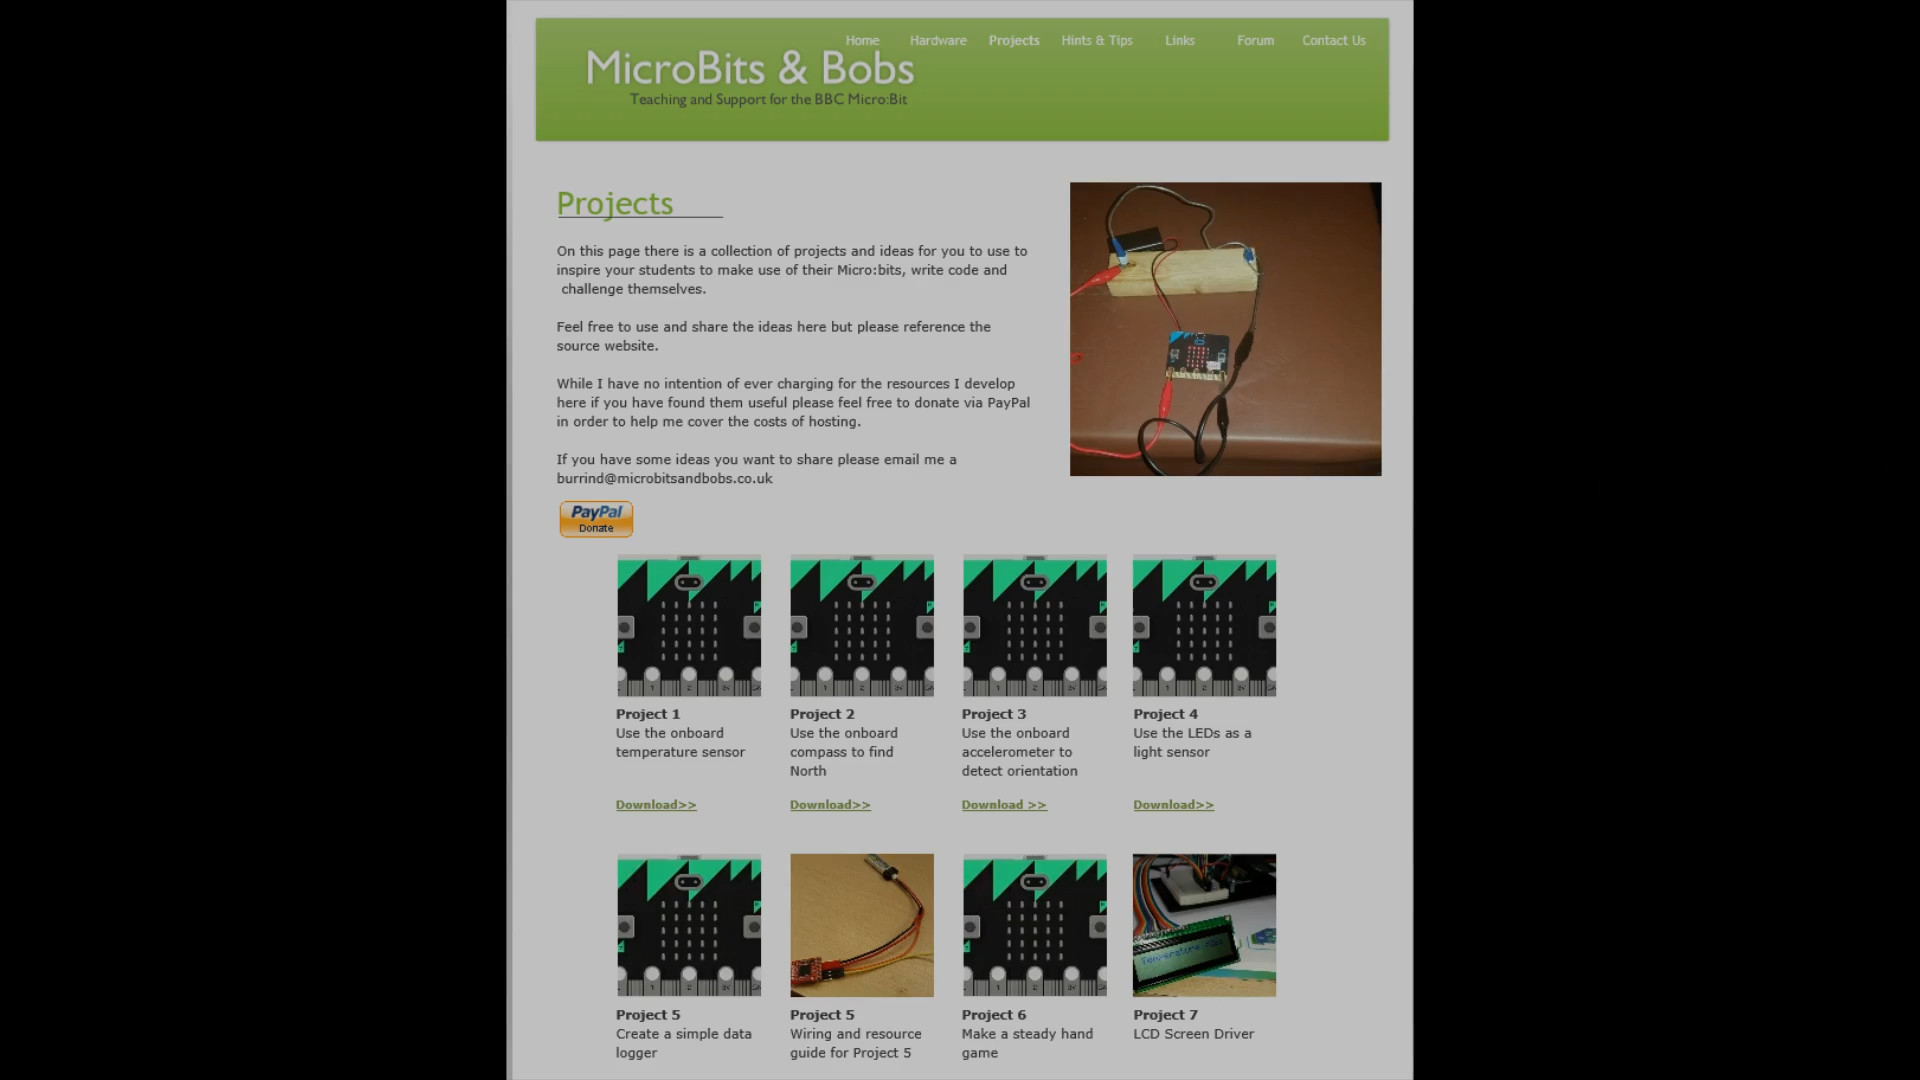 Home Hardware Projects Hints & Tips Links Forum Contact Us
MicroBits & Bobs
Teaching and Support for the BBC Micro:Bit
Projects
On this page there is a collection of projects and ideas for you to use to
inspire your students to make use of their Micro:bits, write code and
challenge themselves.
Feel free to use and share the ideas here but please reference the
source website.
While I have no intention of ever charging for the resources I develop
here if you have found them useful please feel free to donate via PayPal
in order to help me cover the costs of hosting.
If you have some ideas you want to share please email me a
burrind@microbitsandbobs.co.uk
PayPal
Donate
Project 1
Use the onboard
temperature sensor
Download>>
Project 2
Use the onboard
compass to find
North
Download>>
Project 3
Use the onboard
accelerometer to
detect orientation
Download >>
Project 4
Use the LEDs as a
light sensor
Download>>
Project 5
Create a simple data
logger
Project 5
Wiring and resource
guide for Project 5
Project 6
Make a steady hand
game
Temperature
Project 7
LCD Screen Driver